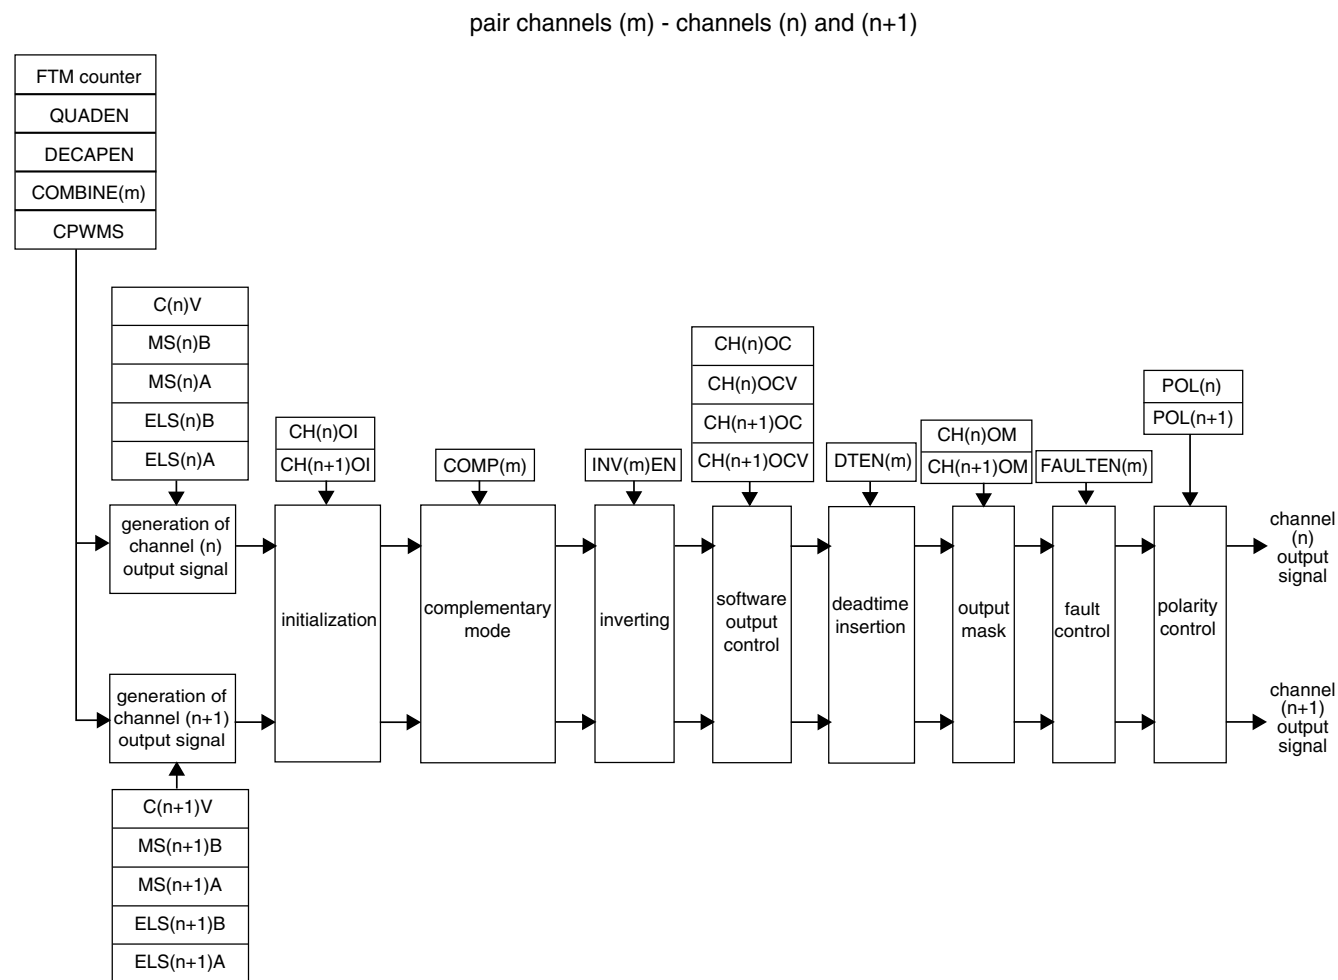 pair channels (m) - channels (n) and (n+1)
FTM counter
QUADEN
DECAPEN
COMBINE(m)
CPWMS
C(n)V
MS(n)B
MS(n)A
ELS(n)B
ELS(n)A
CH(n)OI
CH(n+1)OI
COMP(m)
INV(m)EN
CH(n)OC
CH(n)OCV
CH(n+1)OC
CH(n+1)OCV
DTEN(m)
CH(n)OM
CH(n+1)OM
FAULTEN(m)
POL(n)
POL(n+1)
generation of
channel (n)
output signal
initialization
complementary
mode
inverting
software
output
control
deadtime
insertion
output
mask
fault
control
polarity
control
channel
(n)
output
signal
generation of
channel (n+1)
output signal
channel
(n+1)
output
signal
C(n+1)V
MS(n+1)B
MS(n+1)A
ELS(n+1)B
ELS(n+1)A